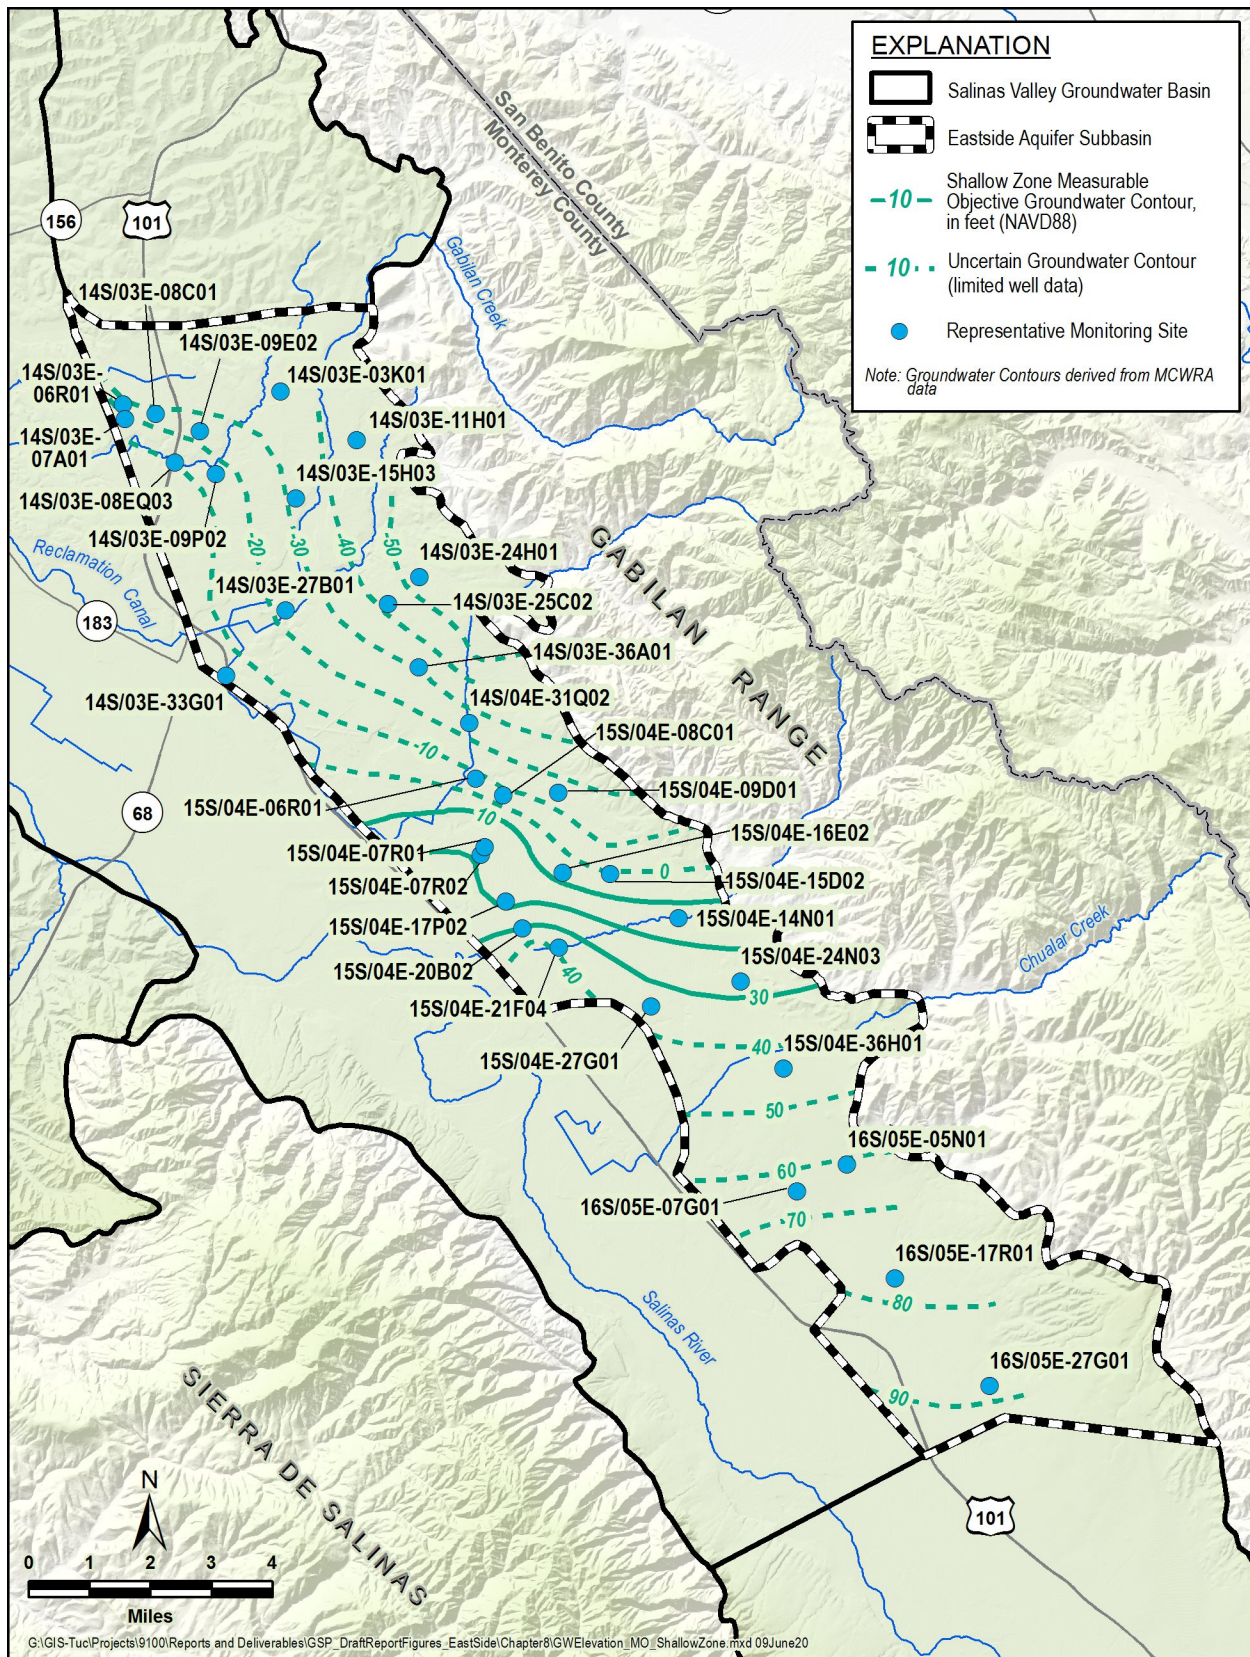 EXPLANATION
Salinas Valley Groundwater Basin
Eastside Aquifer Subbasin
10
Shallow Zone Measurable
Objective Groundwater Contour,
in feet (NAVD88)
10
Uncertain Groundwater Contour
(limited well data)
Representative Monitoring Site
Note: Groundwater Contours derived from MCWRA
data
San Benito County
Monterey County
156
101
Gabilan Creek
14S/03E-08C01
14S/03E-09E02
14S/03E-
06R01
14S/03E-03K01
14S/03E-11H01
14S/03E-
07A01
14S/03E-15H03
14S/03E-08EQ03
14S/03E-09P02
-20
-30
-40
-50
Reclamation Canal
14S/03E-24H01
GABILAN RANGE
14S/03E-27B01
14S/03E-25C02
183
14S/03E-36A01
14S/03E-33G01
14S/04E-31Q02
15S/04E-08C01
-10
15S/04E-06R01
15S/04E-09D01
68
10
15S/04E-16E02
15S/04E-07R01
0
15S/04E-07R02
15S/04E-15D02
15S/04E-17P02
15S/04E-14N01
15S/04E-24N03
Chualar Creek
15S/04E-20B02
40
30
15S/04E-21F04
15S/04E-27G01
40
15S/04E-36H01
50
16S/05E-05N01
60
16S/05E-07G01
70
16S/05E-17R01
80
Salinas River
16S/05E-27G01
90
SIERRA DE SALINAS
101
N
0 1 2 3 4
Miles
G:\GIS-Tuc\Projects\9100\Reports and Deliverables\GSP_DraftReportFigures_EastSide\Chapter8\GWElevation_MO_ShallowZone.mxd 09June20